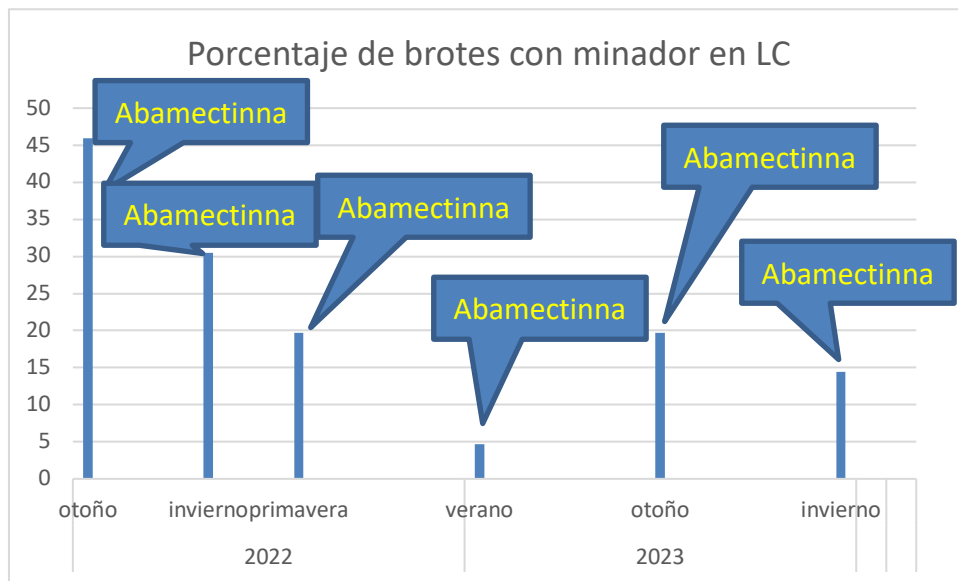 Porcentaje de brotes con minador en LC
50
45
40
35
30
25
20
15
10
5
0
Abamectinna
Abamectinna
Abamectinna
Abamectinna
Abamectinna
Abamectinna
otoño inviernoprimavera verano otoño invierno
2022 2023